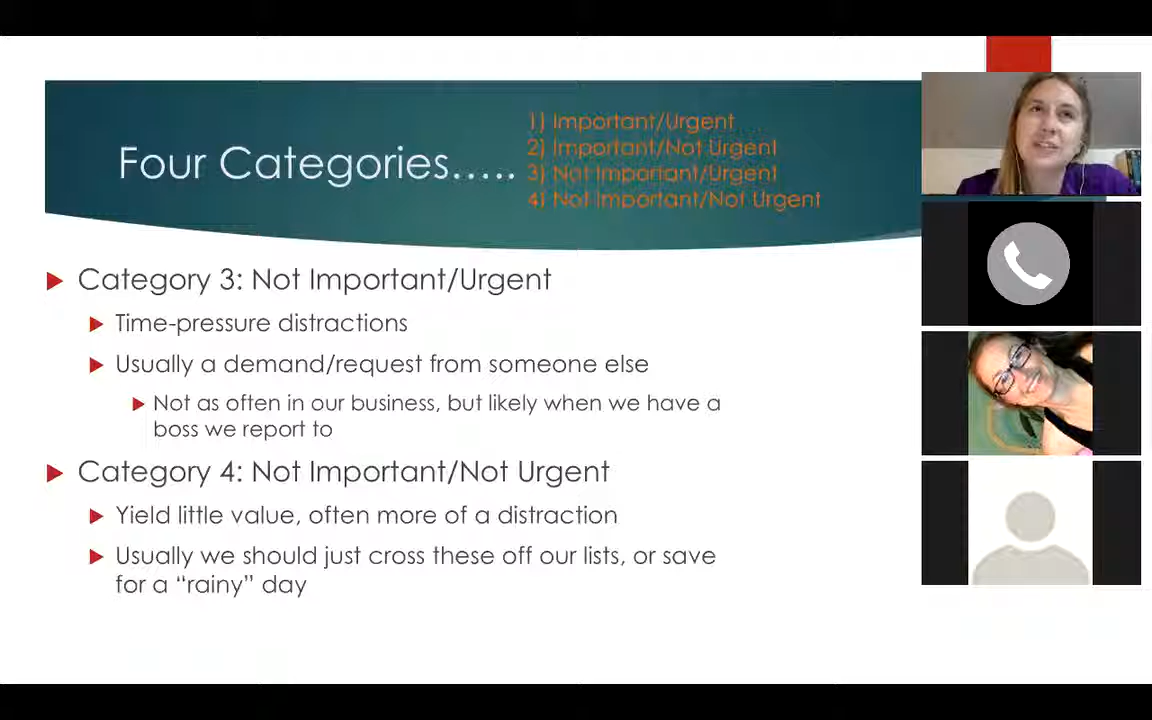 Four Categories.....
1) Important/Urgent
2) Important/Not Urgent
3) Not Important/Urgent
4) Not Important/Not Urgent
Category 3: Not Important/Urgent
Time-pressure distractions
Usually a demand/request from someone else
Not as often in our business, but likely when we have a
boss we report to
Category 4: Not Important/Not Urgent
Yield little value, often more of a distraction
Usually we should just cross these off our lists, or save
for a “rainy” day